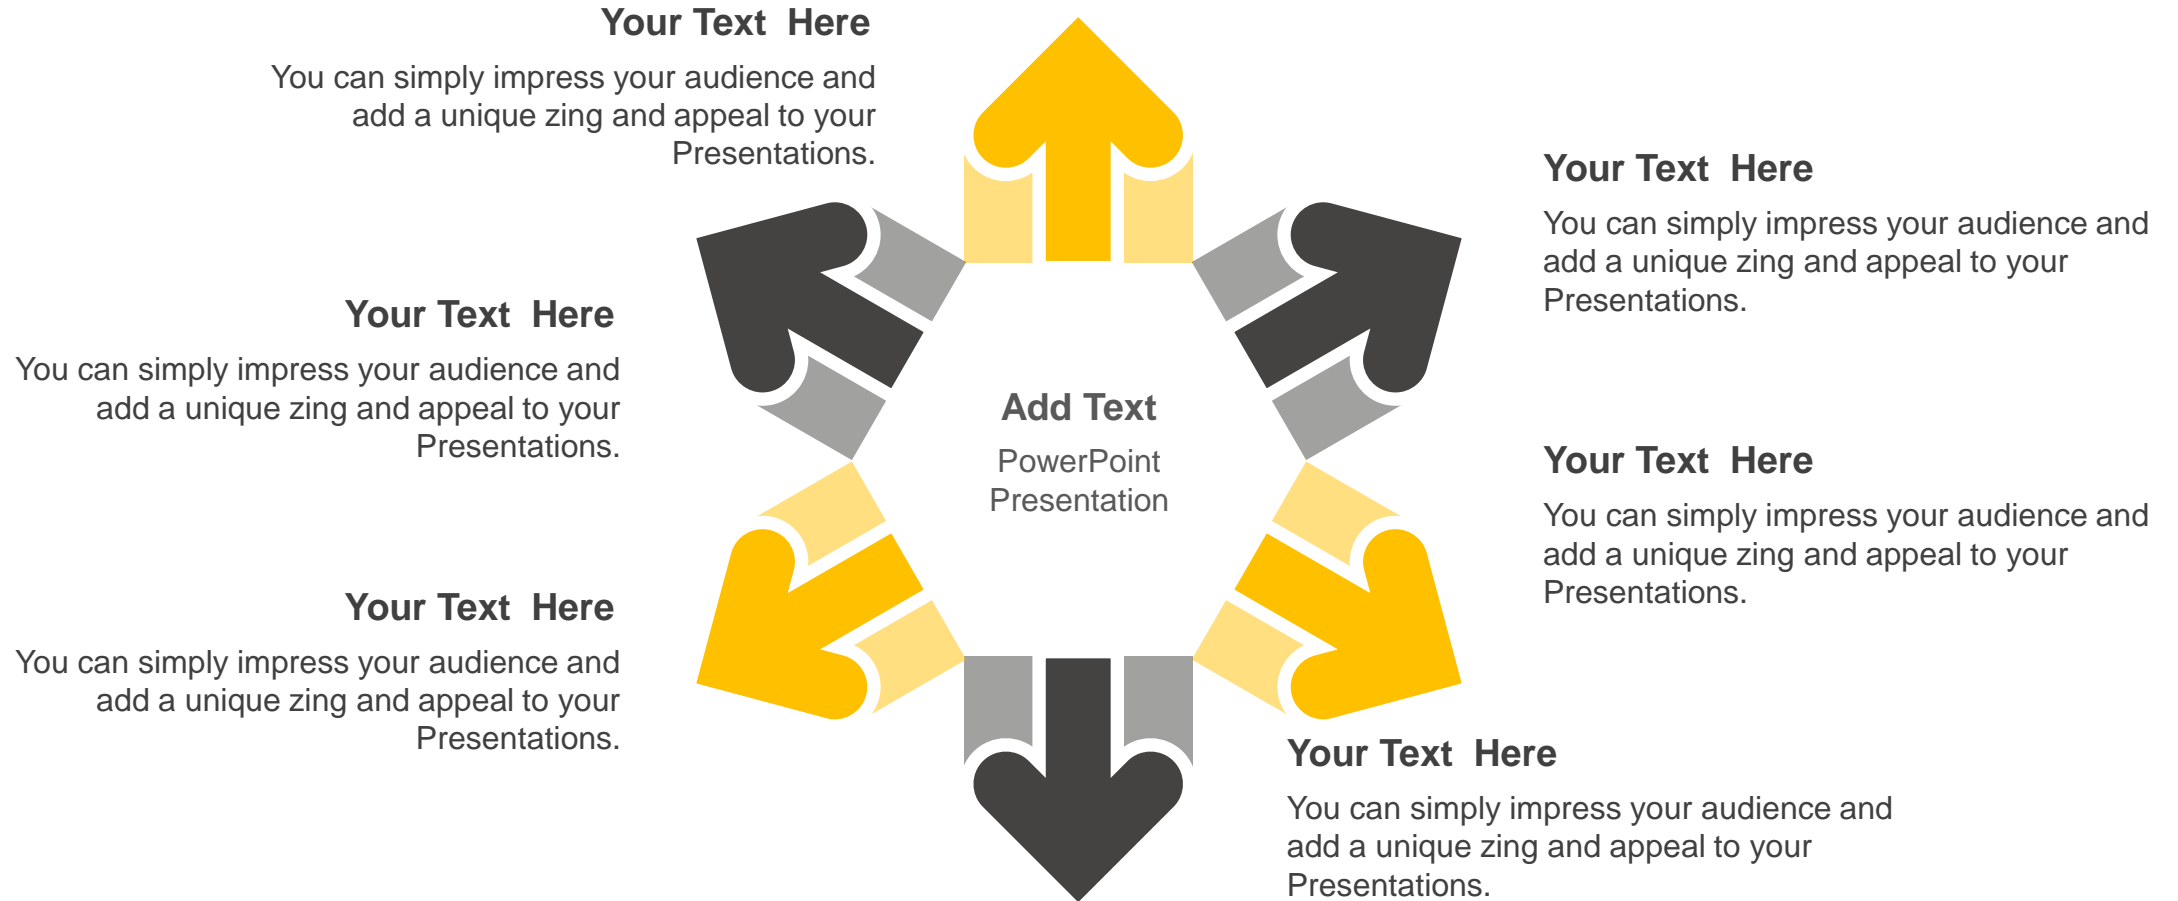 Your Text  Here
You can simply impress your audience and
add a unique zing and appeal to your
Presentations.
Your Text  Here
You can simply impress your audience and
add a unique zing and appeal to your
Presentations.
Your Text  Here
You can simply impress your audience and
add a unique zing and appeal to your
Presentations.
Add Text
PowerPoint
Presentation
Your Text  Here
You can simply impress your audience and
add a unique zing and appeal to your
Presentations.
Your Text  Here
You can simply impress your audience and
add a unique zing and appeal to your
Presentations.
Your Text  Here
You can simply impress your audience and
add a unique zing and appeal to your
Presentations.